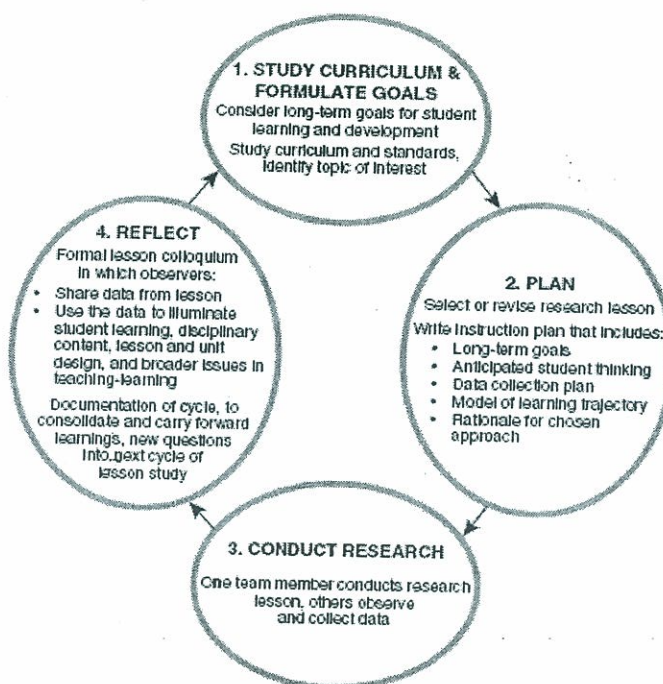 1. STUDY CURRICULUM &
FORMULATE GOALS
Consider long-term goals for student
learning and development
Study curriculum and standards,
identify topic of interest
2. PLAN
Select or revise research lesson
Write instruction plan that includes:
• Long-term goals
• Anticipated student thinking
• Data collection plan
• Model of learning trajectory
• Rationale for chosen
approach
3. CONDUCT RESEARCH
One team member conducts research
lesson, others observe
and collect data
4. REFLECT
Formal lesson colloquium
in which observers:
• Share data from lesson
• Use the data to illuminate
student learning, disciplinary
content, lesson and unit
design, and broader issues in
teaching-learning
Documentation of cycle, to
consolidate and carry forward
learnings, new questions
into next cycle of
lesson study